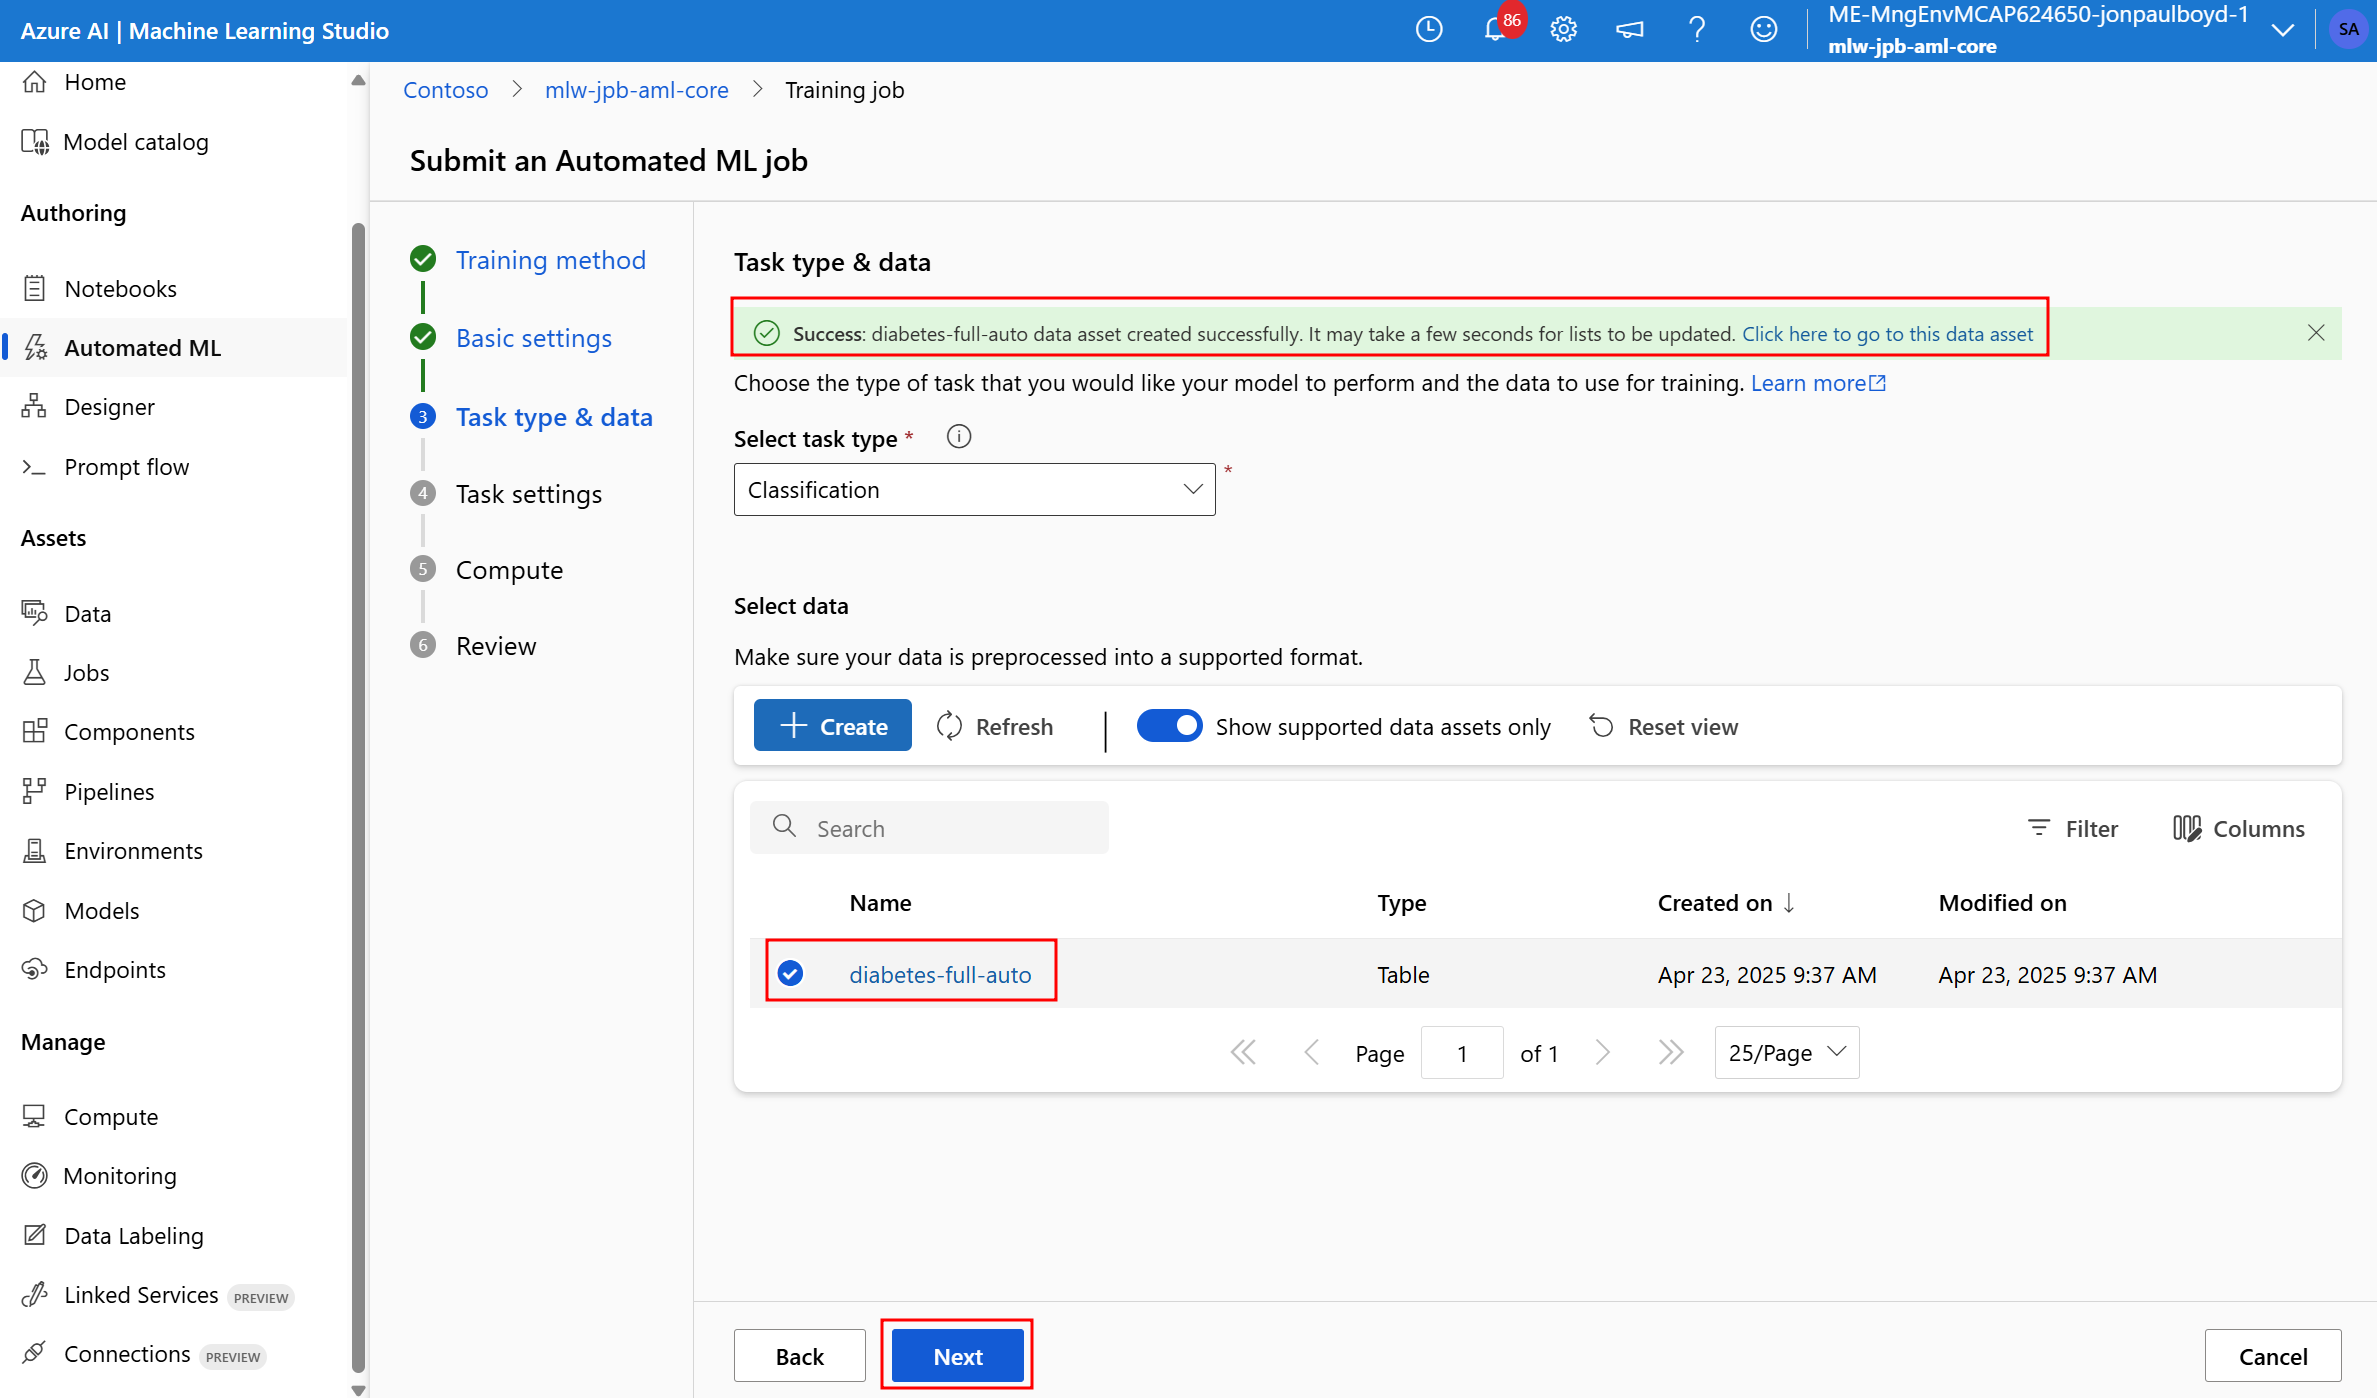 Azure AI | Machine Learning Studio
86
ME-MngEnvMCAP624650-jonpaulboyd-1
mlw-jpb-aml-core
SA
Home
Model catalog
Authoring
Notebooks
Automated ML
Designer
Prompt flow
Assets
Data
Jobs
Components
Pipelines
Environments
Models
Endpoints
Manage
Compute
Monitoring
Data Labeling
Linked Services PREVIEW
Connections PREVIEW
Contoso > mlw-jpb-aml-core > Training job
Submit an Automated ML job
Training method
Basic settings
3 Task type & data
4 Task settings
5 Compute
6 Review
Task type & data
Success: diabetes-full-auto data asset created successfully. It may take a few seconds for lists to be updated. Click here to go to this data asset
Choose the type of task that you would like your model to perform and the data to use for training. Learn more
Select task type *
Classification *
Select data
Make sure your data is preprocessed into a supported format.
Create Refresh | Show supported data assets only Reset view
Search Filter Columns
Name Type Created on ↓ Modified on
diabetes-full-auto Table Apr 23, 2025 9:37 AM Apr 23, 2025 9:37 AM
Page 1 of 1 25/Page
Back Next Cancel